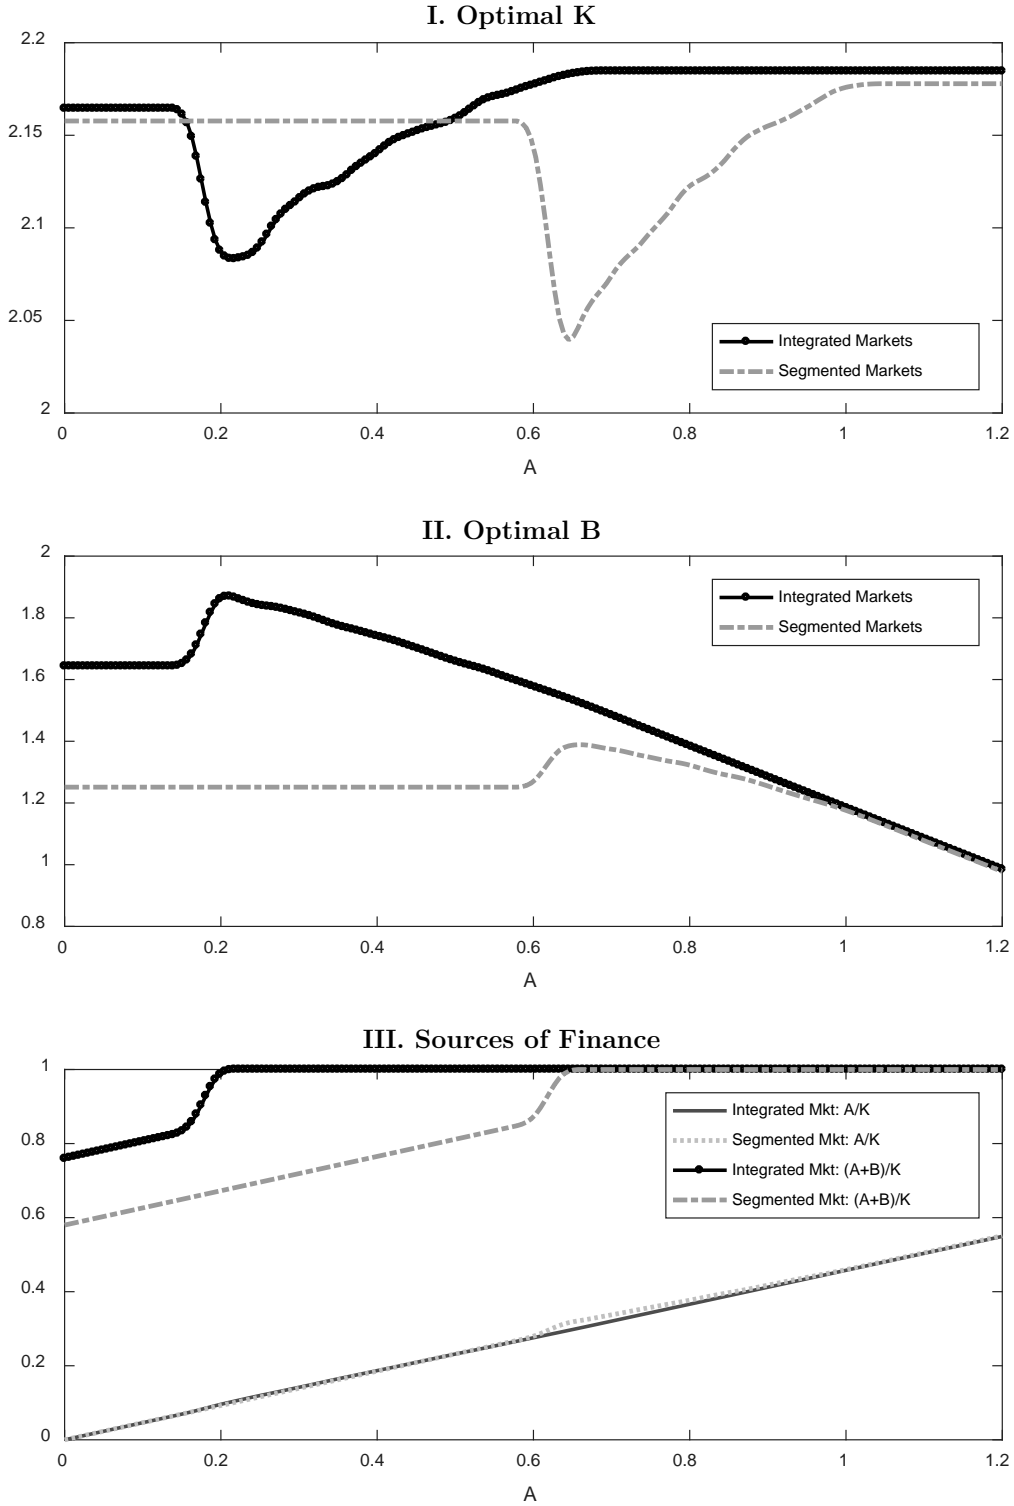 I. Optimal K
2.2
2.15
2.1
2.05
2
0 0.2 0.4 0.6 0.8 1 1.2
A
Integrated Markets
Segmented Markets
II. Optimal B
2
1.8
1.6
1.4
1.2
1
0.8
0 0.2 0.4 0.6 0.8 1 1.2
A
Integrated Markets
Segmented Markets
III. Sources of Finance
1
0.8
0.6
0.4
0.2
0
0 0.2 0.4 0.6 0.8 1 1.2
A
Integrated Mkt: A/K
Segmented Mkt: A/K
Integrated Mkt: (A+B)/K
Segmented Mkt: (A+B)/K